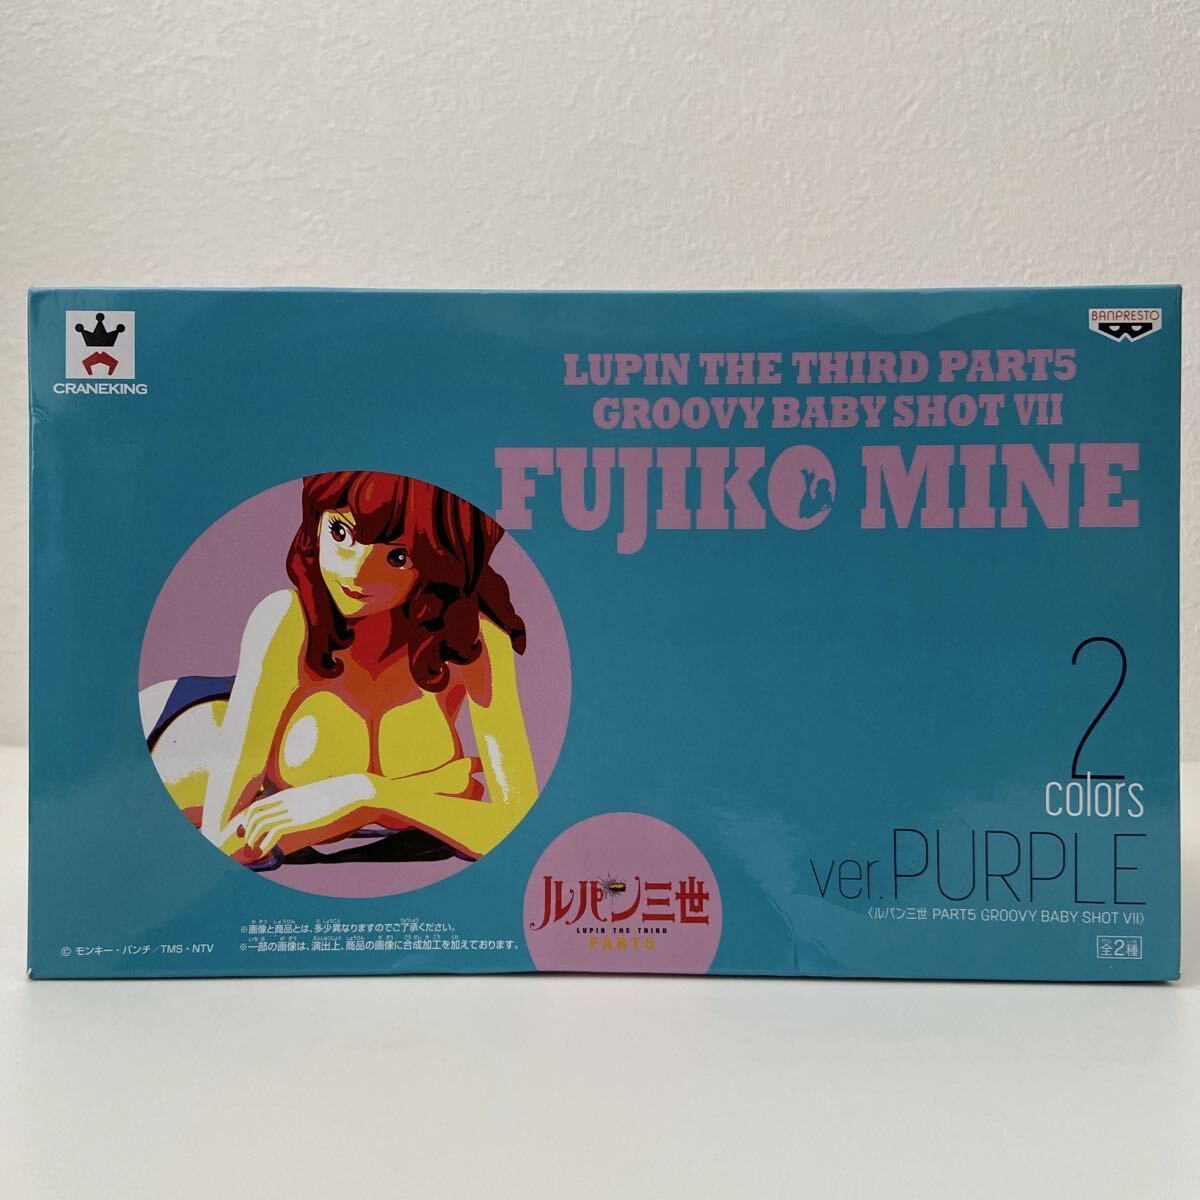 CRANEKING
BANPRESTO
LUPIN THE THIRD PART5
GROOVY BABY SHOT VII
FUJIKO MINE
2
colors
ver.PURPLE
〈ルパン三世 PART5 GROOVY BABY SHOT VII〉
全2種
ルパン三世
LUPIN THE THIRD
PART5
※画像と商品とは、多少異なりますのでご了承ください。
※一部の画像は、演出上、商品の画像に合成加工を加えております。
© モンキー・パンチ/TMS・NTV